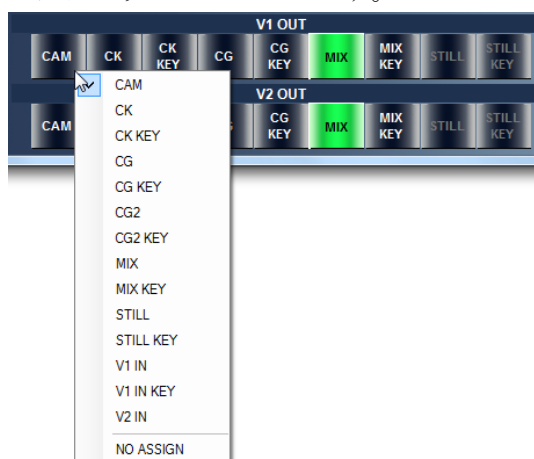 V1 OUT
CAM CK CK KEY CG CG KEY MIX MIX KEY STILL STILL KEY
V2 OUT
CAM CG KEY MIX MIX KEY STILL STILL KEY
CAM
CK
CK KEY
CG
CG KEY
CG2
CG2 KEY
MIX
MIX KEY
STILL
STILL KEY
V1 IN
V1 IN KEY
V2 IN
NO ASSIGN